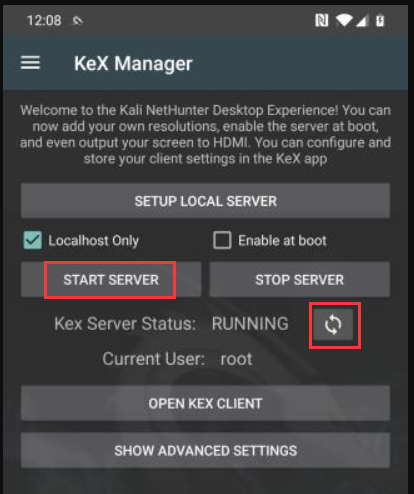 12:08
KeX Manager
Welcome to the Kali NetHunter Desktop Experience! You can
now add your own resolutions, enable the server at boot,
and even output your screen to HDMI. You can configure and
store your client settings in the KeX app
SETUP LOCAL SERVER
Localhost Only Enable at boot
START SERVER STOP SERVER
Kex Server Status: RUNNING
Current User: root
OPEN KEX CLIENT
SHOW ADVANCED SETTINGS